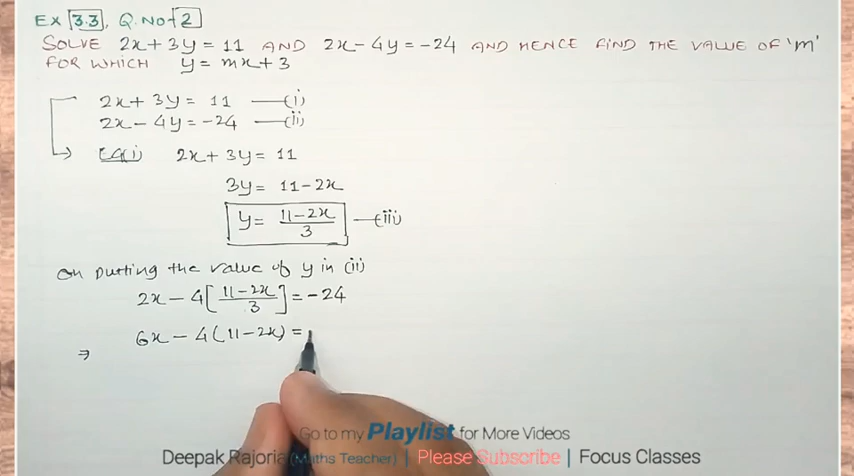 EX 3.3, Q. NO- 2
SOLVE 2x + 3y = 11 AND 2x - 4y = -24 AND HENCE FIND THE VALUE OF 'm'
FOR WHICH y = mx + 3
2x + 3y = 11 —(i)
2x - 4y = -24 —(ii)
EQ(i) 2x + 3y = 11
3y = 11 - 2x
y = (11-2x)/3 —(iii)
On putting the value of y in (ii)
2x - 4[(11-2x)/3] = -24
⇒ 6x - 4(11-2x) =
Go to my Playlist for More Videos
Deepak Rajoria (Maths Teacher) | Please Subscribe | Focus Classes